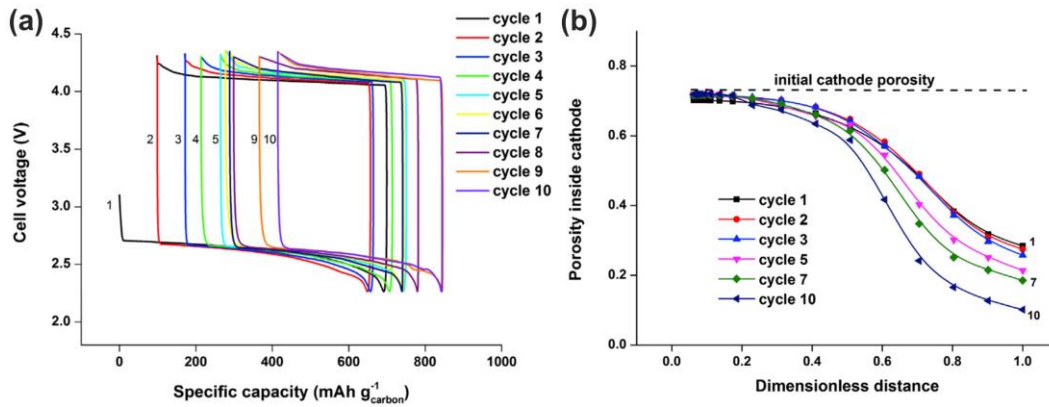 (a)
4.5
4.0
3.5
3.0
2.5
2.0
Cell voltage (V)
0
200
400
600
800
1000
Specific capacity (mAh g⁻¹carbon)
1
2
3
4
5
9
10
cycle 1
cycle 2
cycle 3
cycle 4
cycle 5
cycle 6
cycle 7
cycle 8
cycle 9
cycle 10
(b)
0.8
0.6
0.4
0.2
0.0
Porosity inside cathode
initial cathode porosity
cycle 1
cycle 2
cycle 3
cycle 5
cycle 7
cycle 10
1
7
10
0.0
0.2
0.4
0.6
0.8
1.0
Dimensionless distance